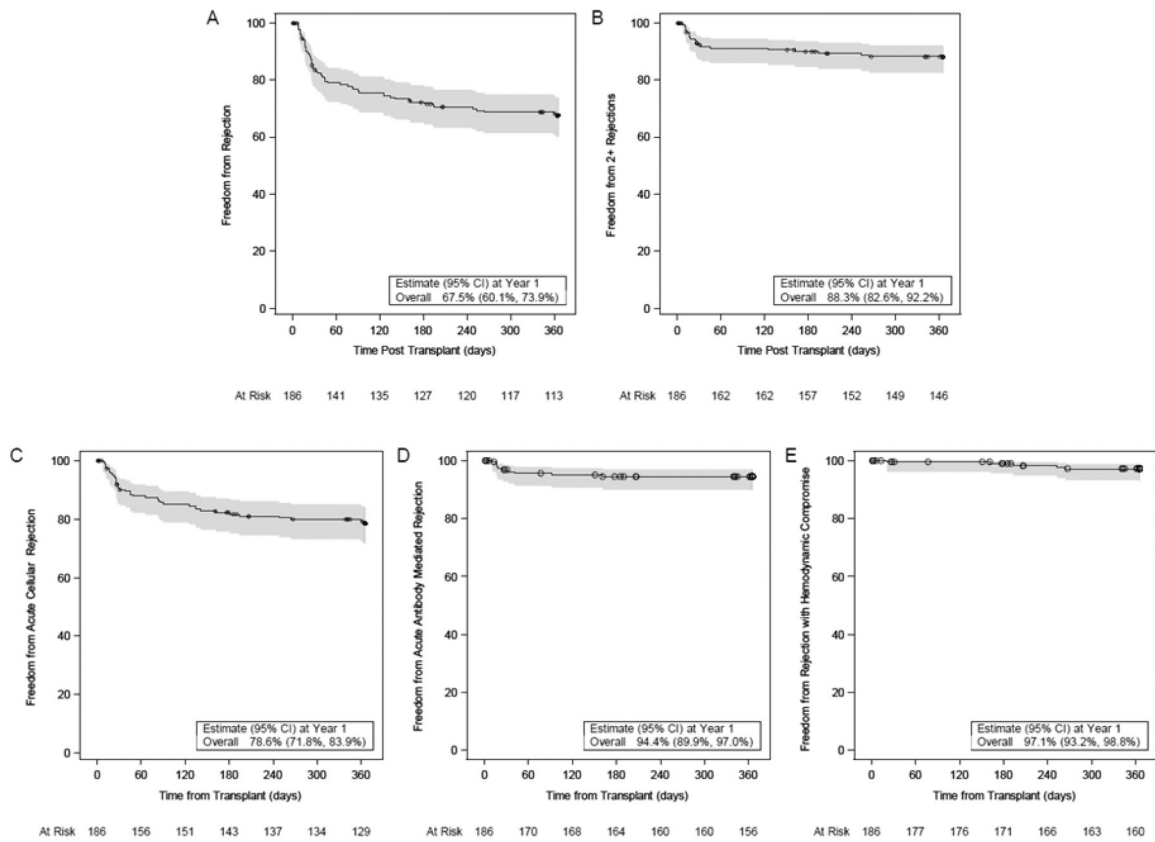 A
Freedom from Rejection
100
80
60
40
20
0
Estimate (95% CI) at Year 1
Overall 67.5% (60.1%, 73.9%)
0 60 120 180 240 300 360
Time Post Transplant (days)
At Risk 186 141 135 127 120 117 113
B
Freedom from 2+ Rejections
100
80
60
40
20
0
Estimate (95% CI) at Year 1
Overall 88.3% (82.6%, 92.2%)
0 60 120 180 240 300 360
Time Post Transplant (days)
At Risk 186 162 162 157 152 149 146
C
Freedom from Acute Cellular Rejection
100
80
60
40
20
0
Estimate (95% CI) at Year 1
Overall 78.6% (71.8%, 83.9%)
0 60 120 180 240 300 360
Time from Transplant (days)
At Risk 186 156 151 143 137 134 129
D
Freedom from Acute Antibody Mediated Rejection
100
80
60
40
20
0
Estimate (95% CI) at Year 1
Overall 94.4% (89.9%, 97.0%)
0 60 120 180 240 300 360
Time from Transplant (days)
At Risk 186 170 168 164 160 160 156
E
Freedom from Rejection with Hemodynamic Compromise
100
80
60
40
20
0
Estimate (95% CI) at Year 1
Overall 97.1% (93.2%, 98.8%)
0 60 120 180 240 300 360
Time from Transplant (days)
At Risk 186 177 176 171 166 163 160